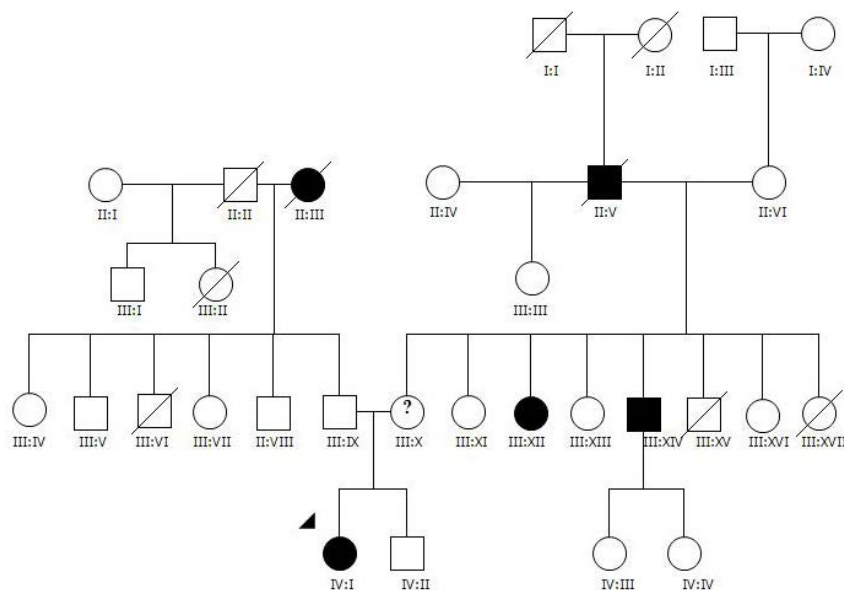 I:I I:II I:III I:IV
II:I II:II II:III II:IV II:V II:VI
III:I III:II III:III
?
III:IV III:V III:VI III:VII II:VIII III:IX III:X III:XI III:XII III:XIII III:XIV III:XV III:XVI III:XVII
IV:I IV:II IV:III IV:IV